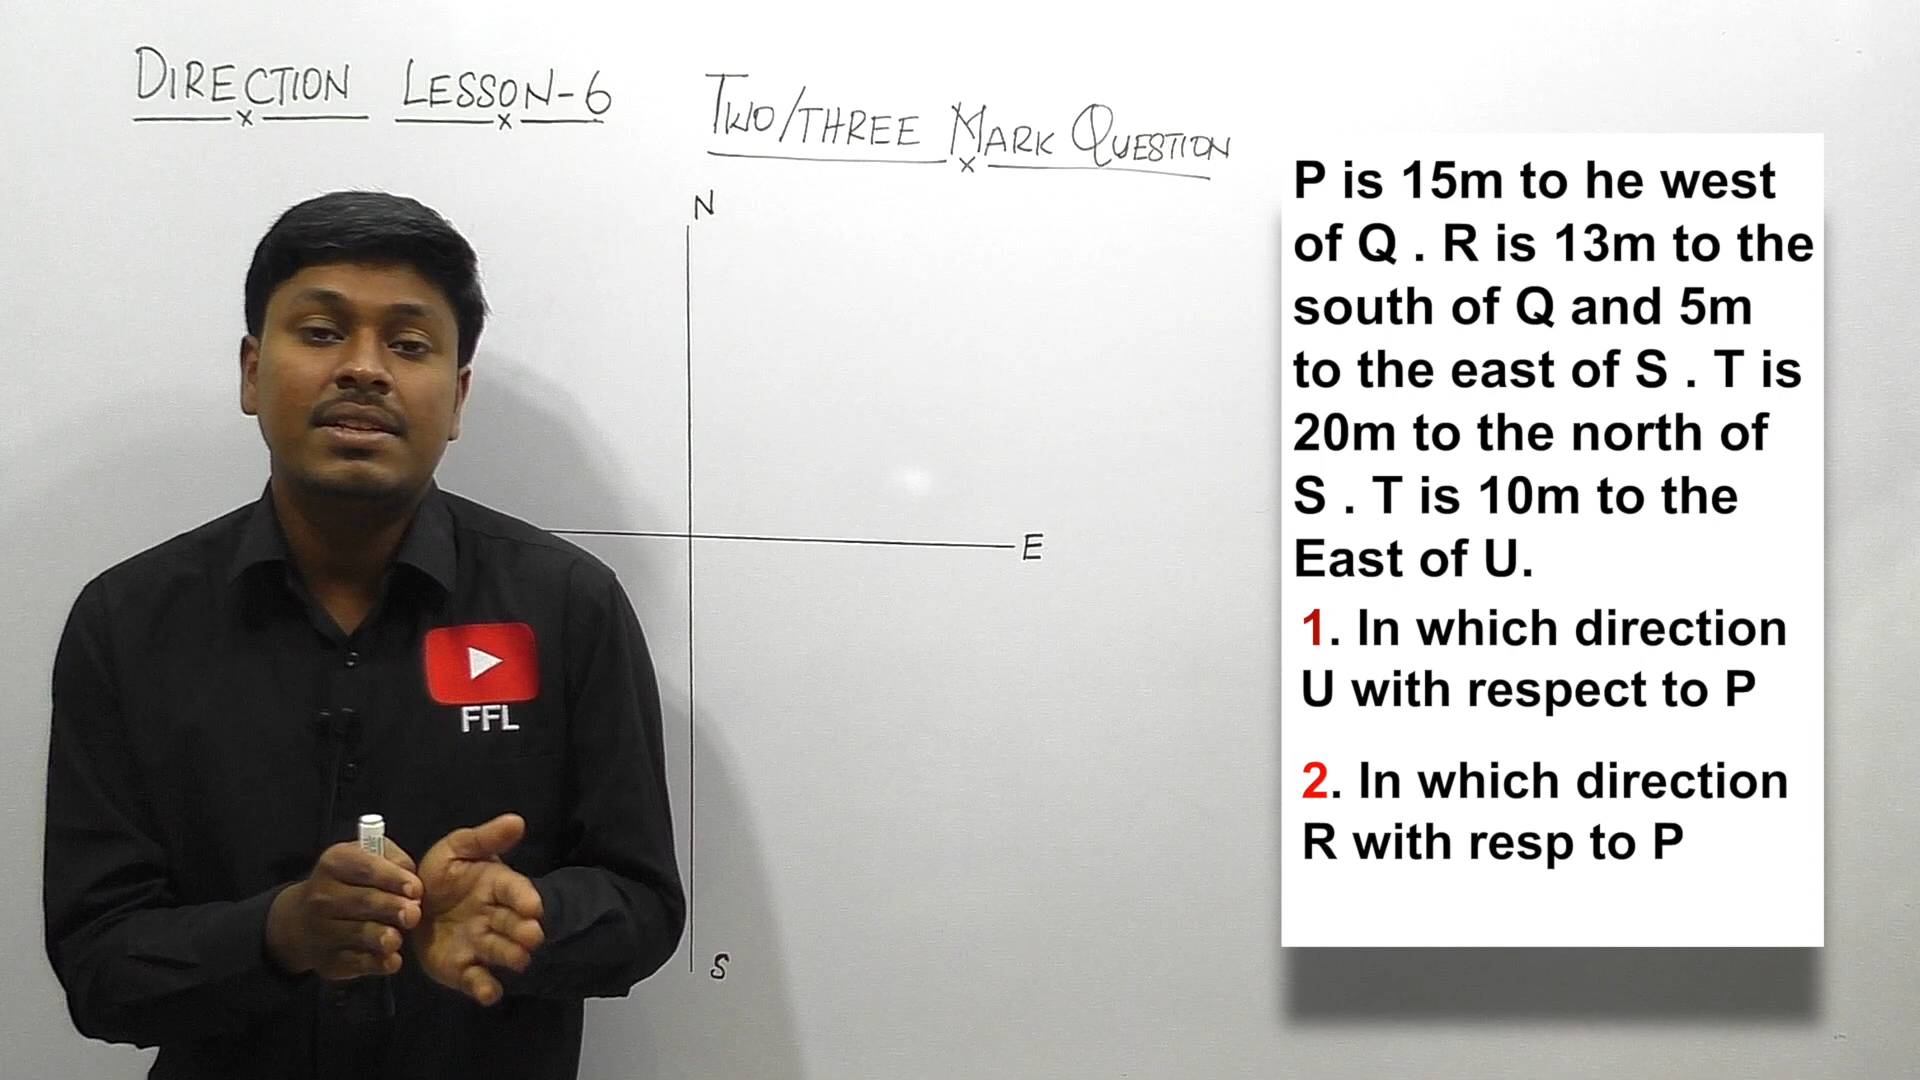 DIRECTION LESSON-6
TWO/THREE MARK QUESTION
N
E
S
FFL
P is 15m to he west
of Q . R is 13m to the
south of Q and 5m
to the east of S . T is
20m to the north of
S . T is 10m to the
East of U.
1. In which direction
U with respect to P
2. In which direction
R with resp to P